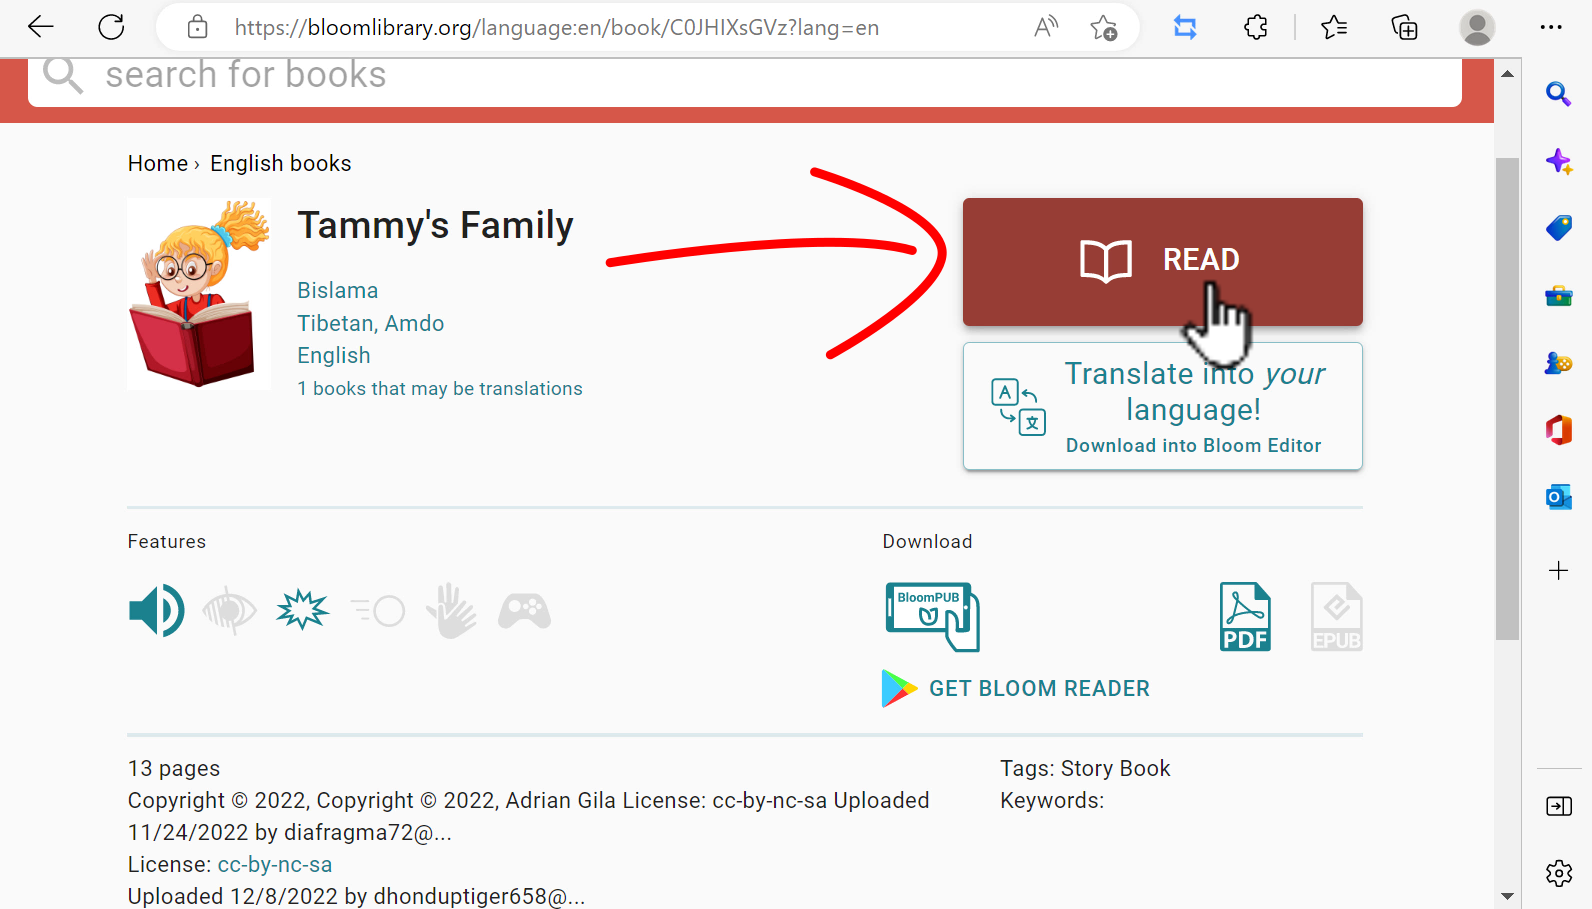 https://bloomlibrary.org/language:en/book/C0JHIXsGVz?lang=en
search for books
Home › English books
Tammy's Family
READ
Bislama
Tibetan, Amdo
English
1 books that may be translations
Translate into your
language!
Download into Bloom Editor
Features
Download
BloomPUB
PDF
EPUB
GET BLOOM READER
13 pages
Copyright © 2022, Copyright © 2022, Adrian Gila License: cc-by-nc-sa Uploaded
11/24/2022 by diafragma72@...
License: cc-by-nc-sa
Uploaded 12/8/2022 by dhonduptiger658@...
Tags: Story Book
Keywords: